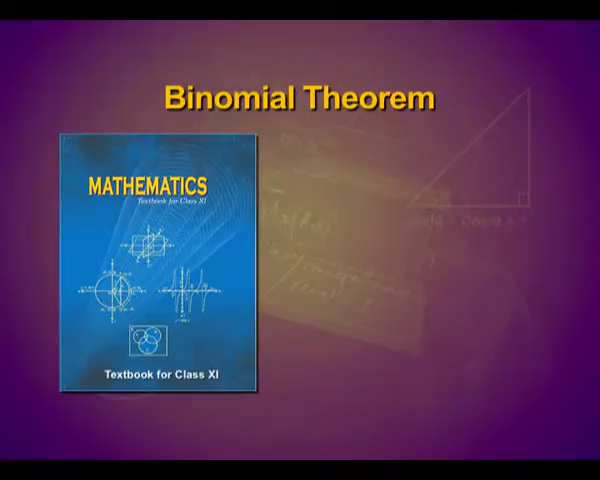 Binomial Theorem
MATHEMATICS
Textbook for Class XI
Textbook for Class XI